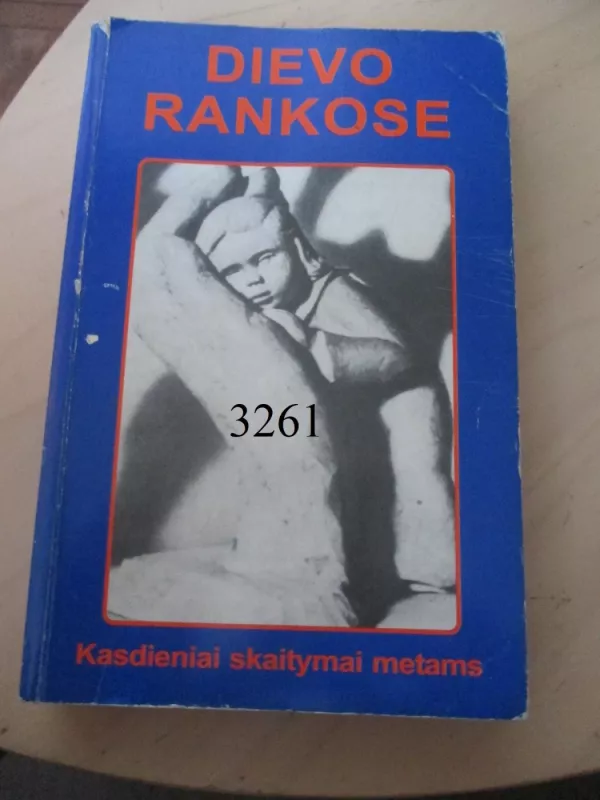 DIEVO
RANKOSE
3261
Kasdieniai skaitymai metams